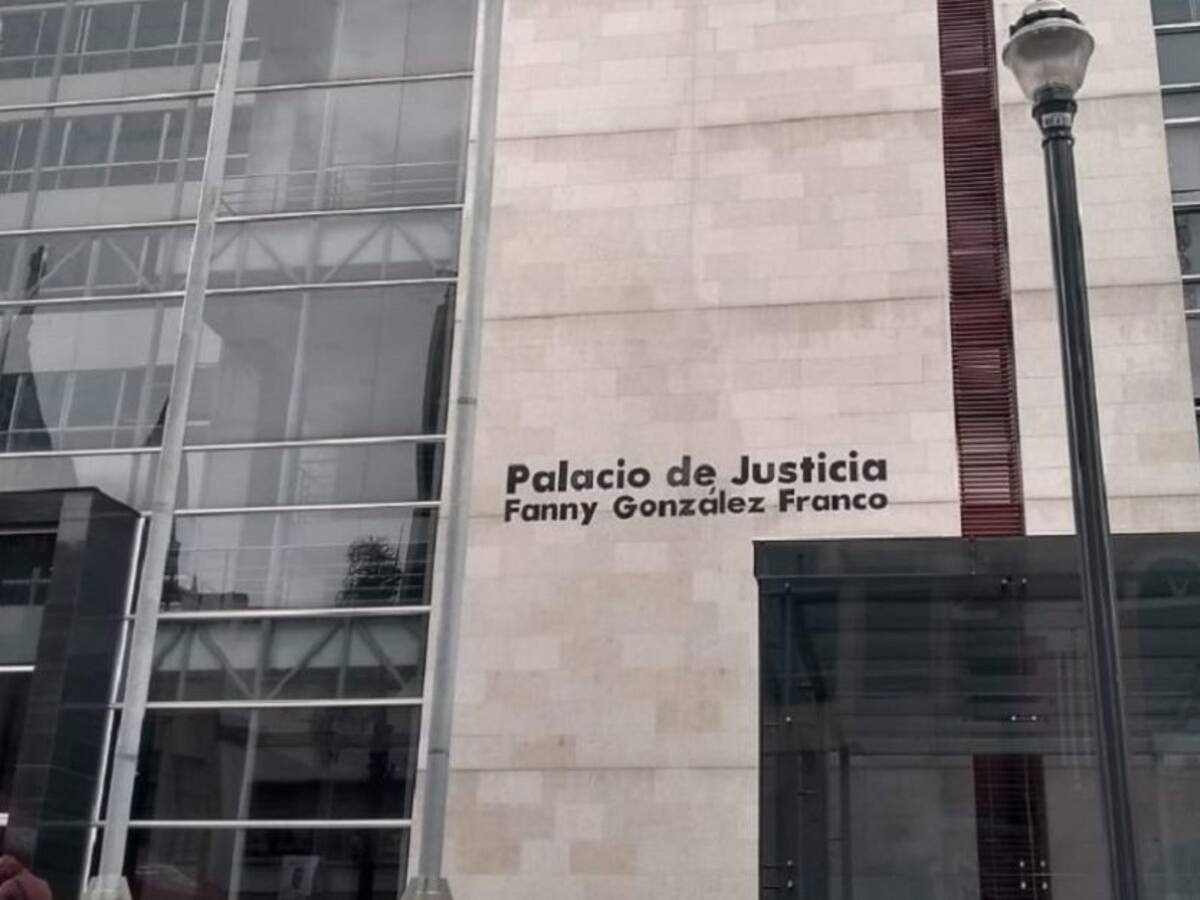 Palacio de Justicia
Fanny González Franco